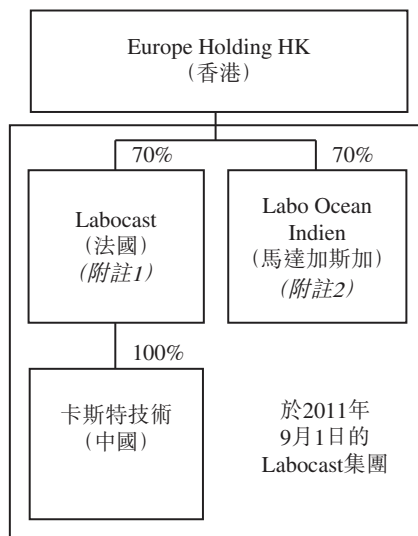 Europe Holding HK
（香港）
70%
70%
Labocast
（法國）
（附註1）
Labo Ocean
Indien
（馬達加斯加）
（附註2）
100%
卡斯特技術
（中國）
於2011年
9月1日的
Labocast集團